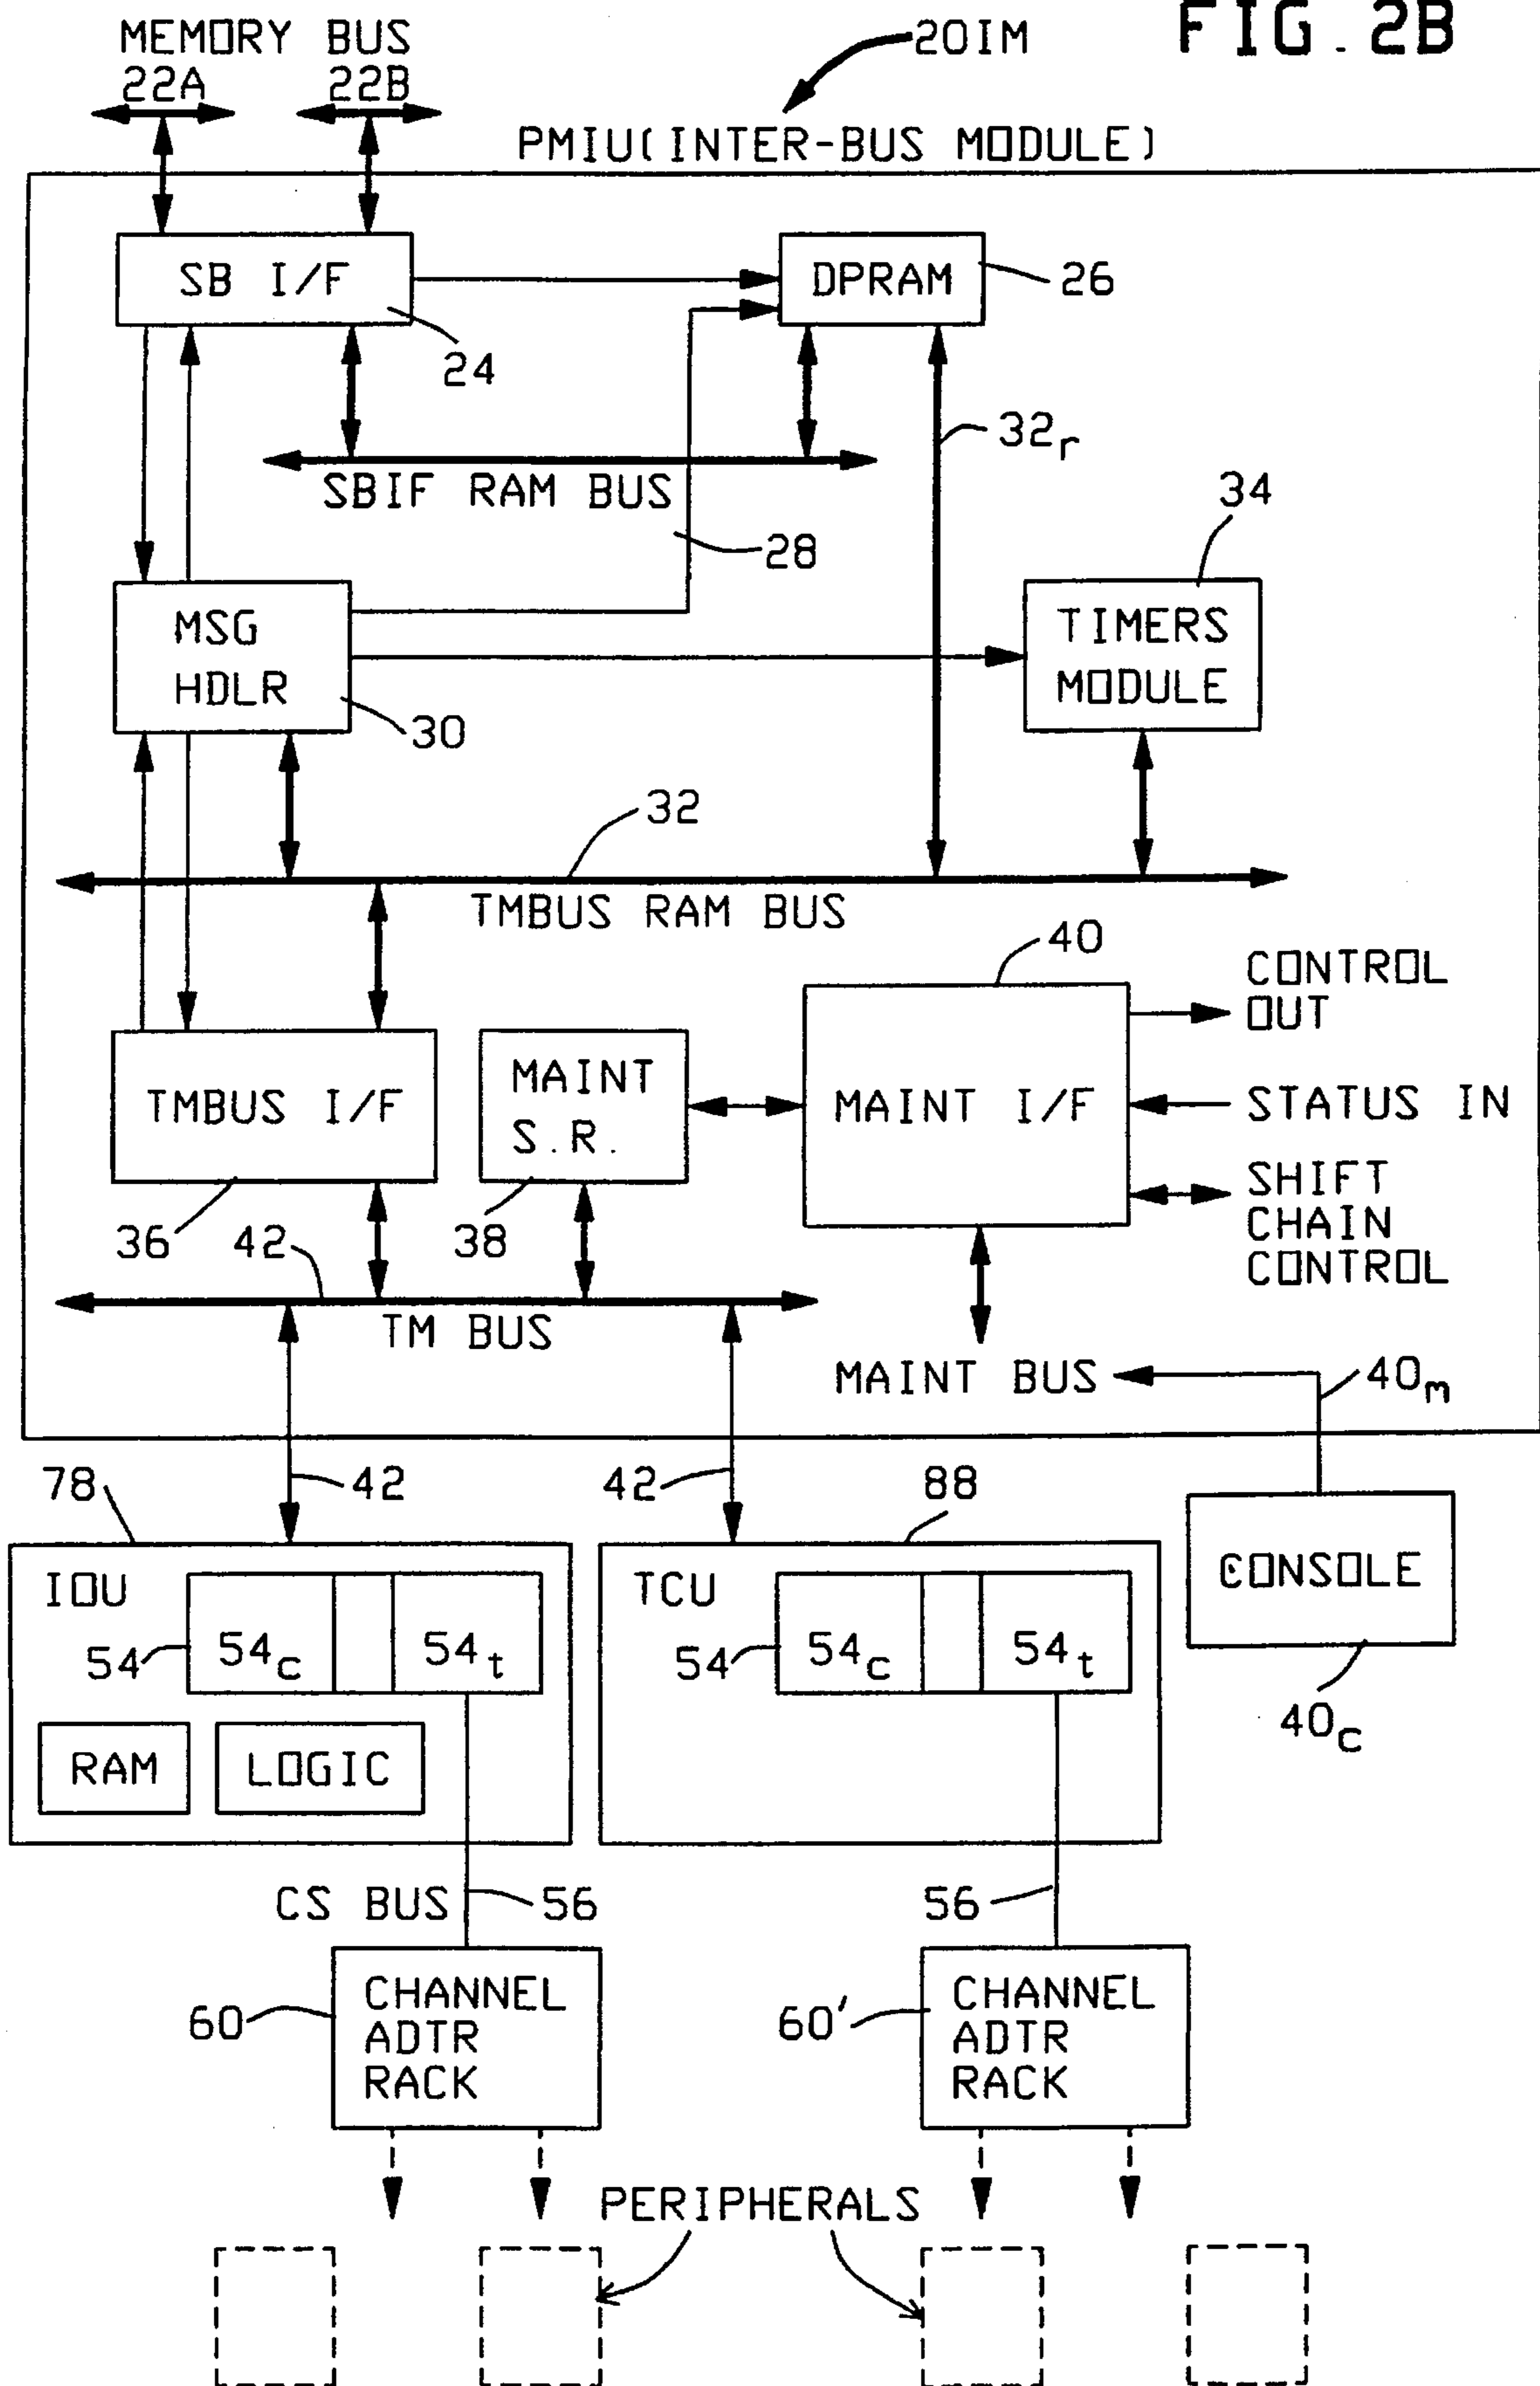 FIG. 2B
MEMORY BUS
22A 22B
20IM
PMIU(INTER-BUS MODULE)
SB I/F
24
DPRAM
26
32r
SBIF RAM BUS
28
34
MSG
HDLR
30
TIMERS
MODULE
32
TMBUS RAM BUS
40
CONTROL
OUT
TMBUS I/F
MAINT
S.R.
MAINT I/F
STATUS IN
SHIFT
CHAIN
CONTROL
36
42
38
TM BUS
MAINT BUS
40m
78
42
42
88
IOU
54
54c
54t
TCU
54
54c
54t
CONSOLE
40c
RAM
LOGIC
CS BUS
56
56
60
CHANNEL
ADTR
RACK
60'
CHANNEL
ADTR
RACK
PERIPHERALS